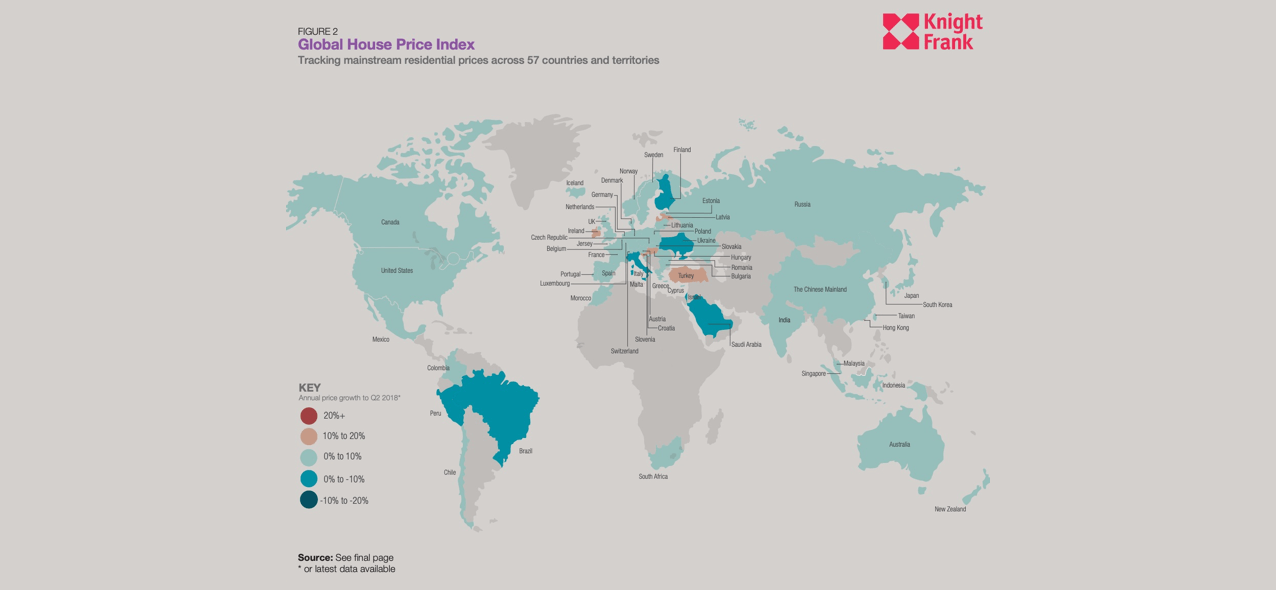 FIGURE 2
Global House Price Index
Tracking mainstream residential prices across 57 countries and territories
Knight
Frank
Finland
Sweden
Norway
Denmark
Iceland
Germany
Netherlands
Estonia
Russia
Latvia
UK
Canada
Lithuania
Ireland
Poland
Czech Republic
Ukraine
Jersey
Slovakia
Belgium
France
Hungary
Romania
United States
Portugal
Spain
Italy
Turkey
Bulgaria
Luxembourg
Malta
Greece
Cyprus
Israel
The Chinese Mainland
Japan
Morocco
South Korea
Taiwan
Austria
India
Croatia
Hong Kong
Mexico
Slovenia
Saudi Arabia
Switzerland
Malaysia
Colombia
Singapore
Indonesia
KEY
Annual price growth to Q2 2018*
20%+
10% to 20%
0% to 10%
0% to -10%
-10% to -20%
Peru
Brazil
Chile
South Africa
Australia
New Zealand
Source: See final page
* or latest data available